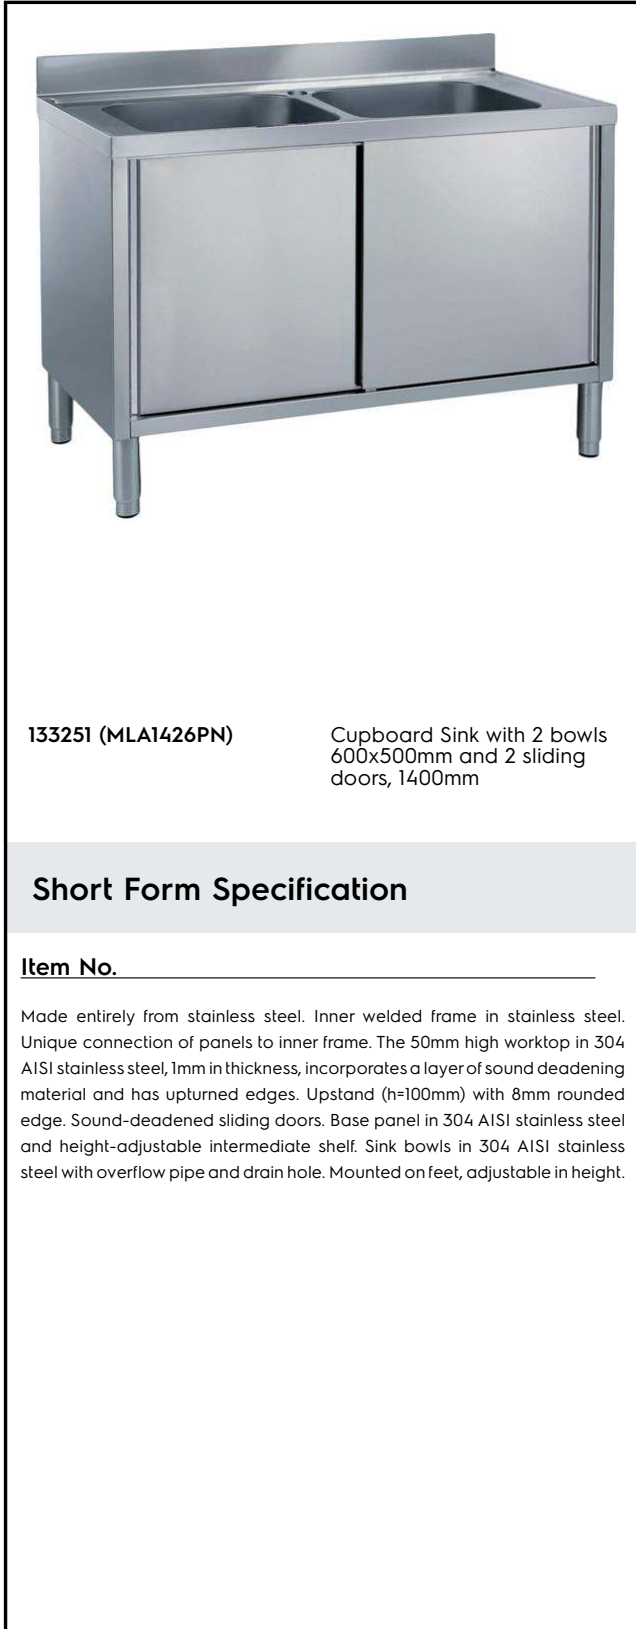 133251 (MLA1426PN)
Cupboard Sink with 2 bowls
600x500mm and 2 sliding
doors, 1400mm
Short Form Specification
Item No.
Made entirely from stainless steel. Inner welded frame in stainless steel.
Unique connection of panels to inner frame. The 50mm high worktop in 304
AISI stainless steel, 1mm in thickness, incorporates a layer of sound deadening
material and has upturned edges. Upstand (h=100mm) with 8mm rounded
edge. Sound-deadened sliding doors. Base panel in 304 AISI stainless steel
and height-adjustable intermediate shelf. Sink bowls in 304 AISI stainless
steel with overflow pipe and drain hole. Mounted on feet, adjustable in height.